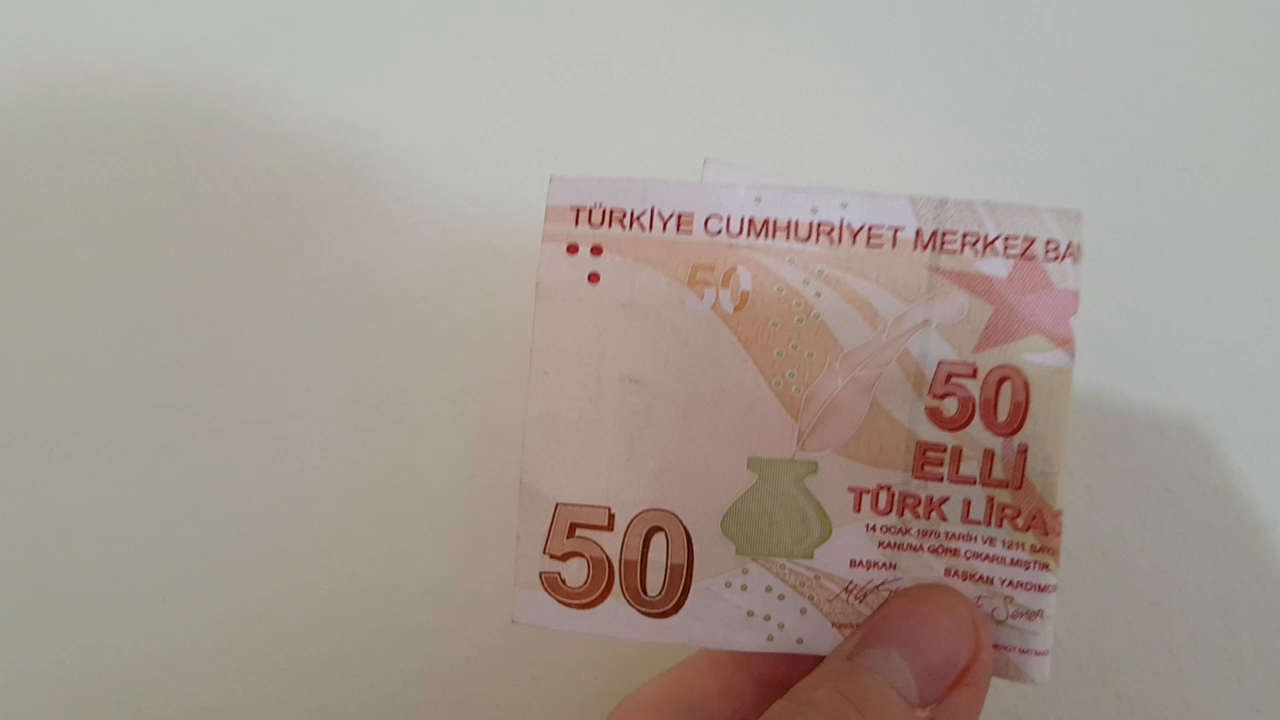 TÜRKİYE CUMHURİYET MERKEZ BA
50
50
ELLİ
TÜRK LİRA
14 OCAK 1970 TARİH VE 1211 SAYI
KANUNA GÖRE ÇIKARILMIŞTIR.
BAŞKAN BAŞKAN YARDIMC
50